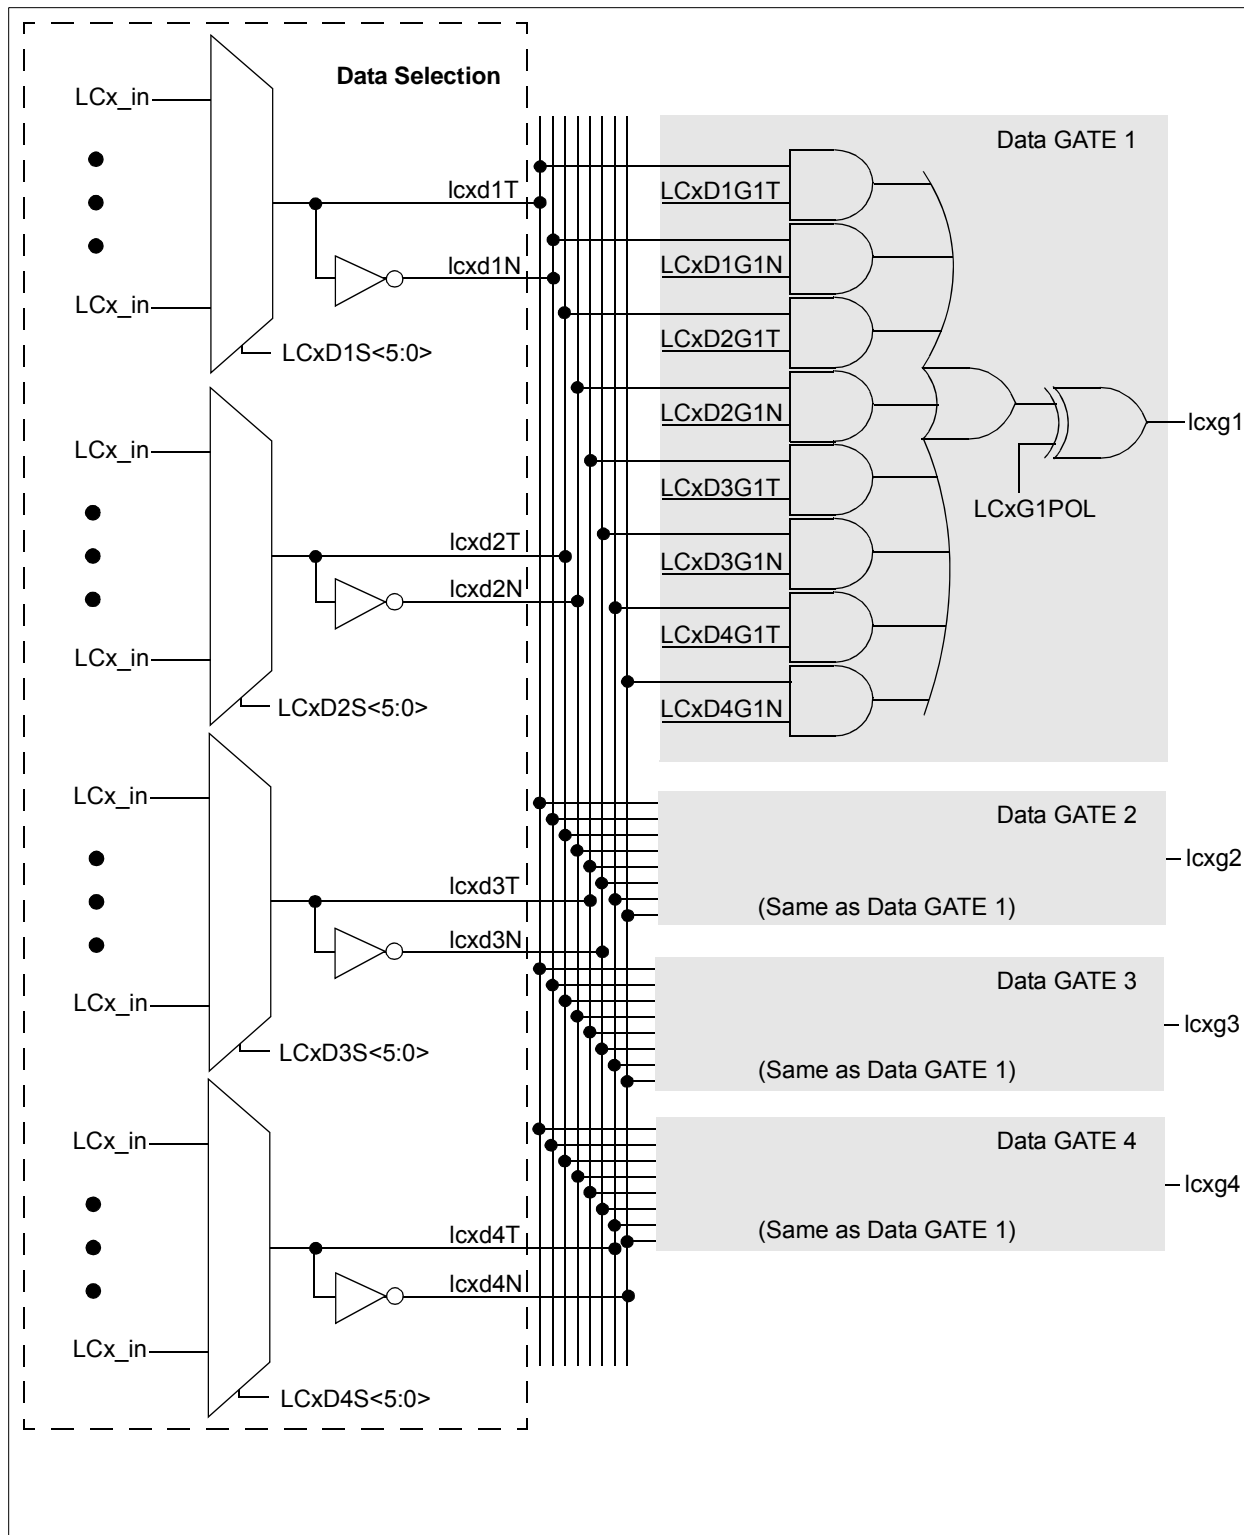 Data Selection
LCx_in
LCx_in
LCxD1S<5:0>
lcxd1T
lcxd1N
LCx_in
LCx_in
LCxD2S<5:0>
lcxd2T
lcxd2N
LCx_in
LCx_in
LCxD3S<5:0>
lcxd3T
lcxd3N
LCx_in
LCx_in
LCxD4S<5:0>
lcxd4T
lcxd4N
Data GATE 1
LCxD1G1T
LCxD1G1N
LCxD2G1T
LCxD2G1N
LCxD3G1T
LCxD3G1N
LCxD4G1T
LCxD4G1N
LCxG1POL
lcxg1
Data GATE 2
(Same as Data GATE 1)
lcxg2
Data GATE 3
(Same as Data GATE 1)
lcxg3
Data GATE 4
(Same as Data GATE 1)
lcxg4